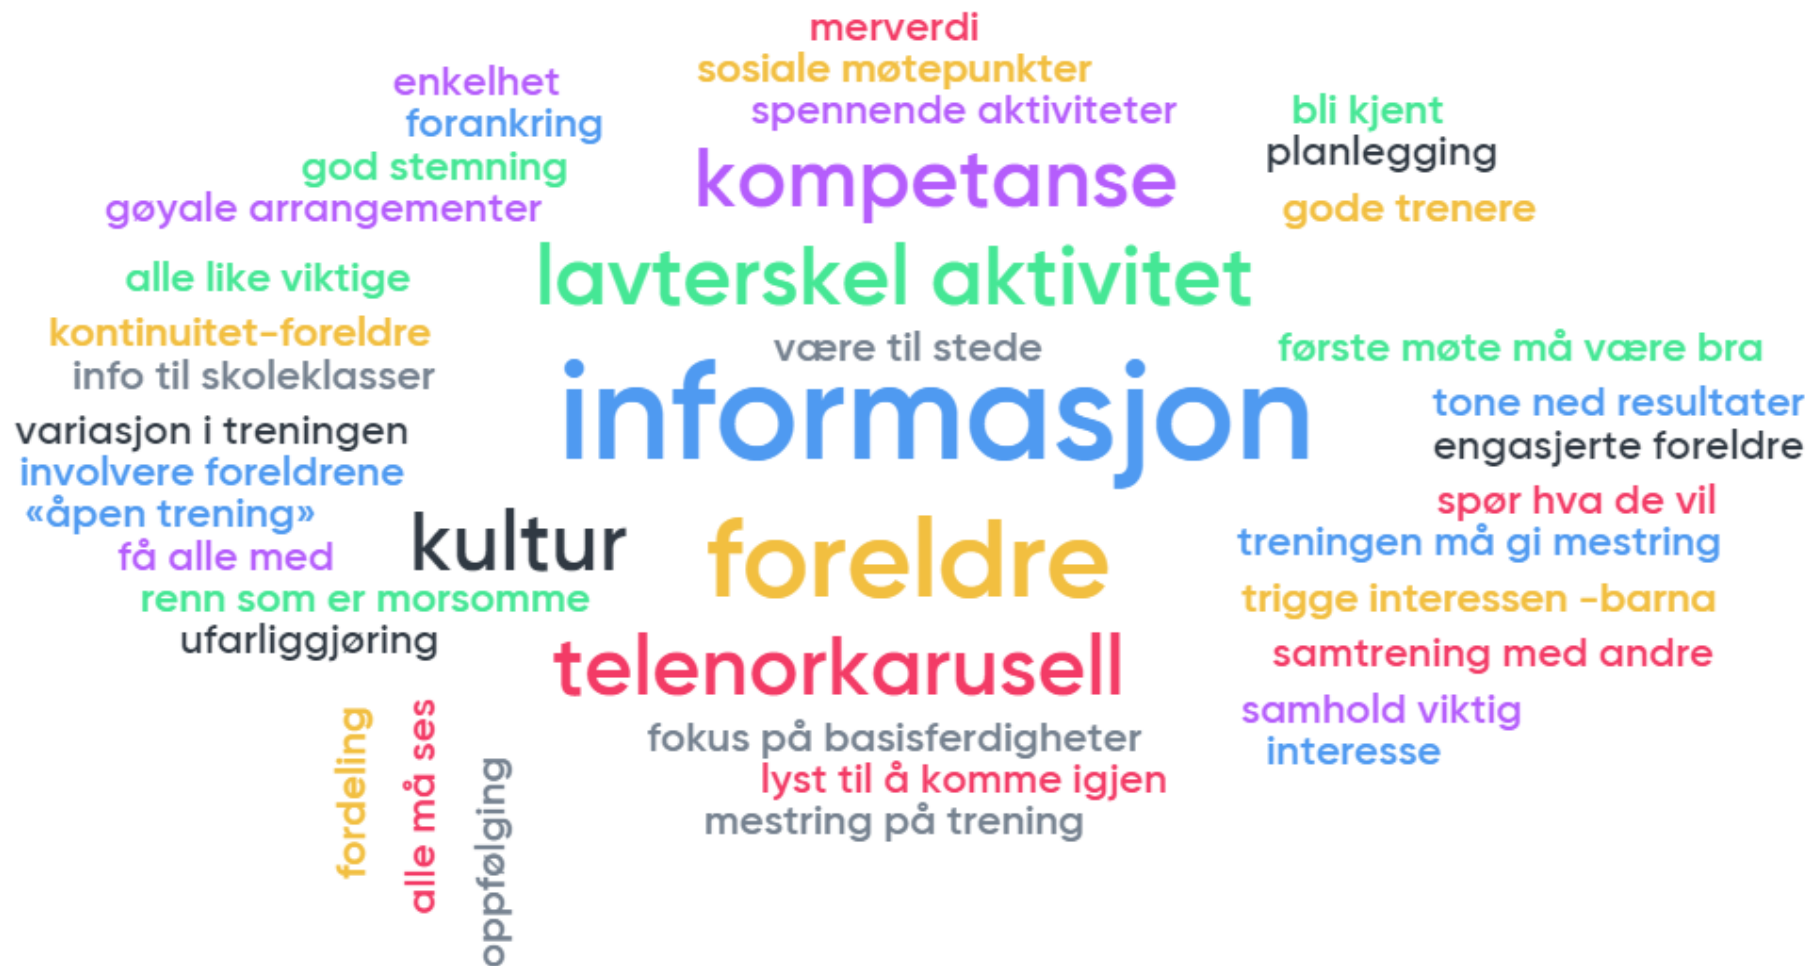 merverdi
sosiale møtepunkter
enkelhet
spennende aktiviteter
bli kjent
forankring
planlegging
god stemning
kompetanse
gøyale arrangementer
gode trenere
alle like viktige
lavterskel aktivitet
kontinuitet-foreldre
være til stede
første møte må være bra
info til skoleklasser
informasjon
tone ned resultater
variasjon i treningen
engasjerte foreldre
involvere foreldrene
spør hva de vil
«åpen trening»
kultur
foreldre
treningen må gi mestring
få alle med
renn som er morsomme
trigge interessen -barna
ufarliggjøring
telenorkarusell
samtrening med andre
samhold viktig
fokus på basisferdigheter
interesse
lyst til å komme igjen
mestring på trening
fordeling
alle må ses
oppfølging